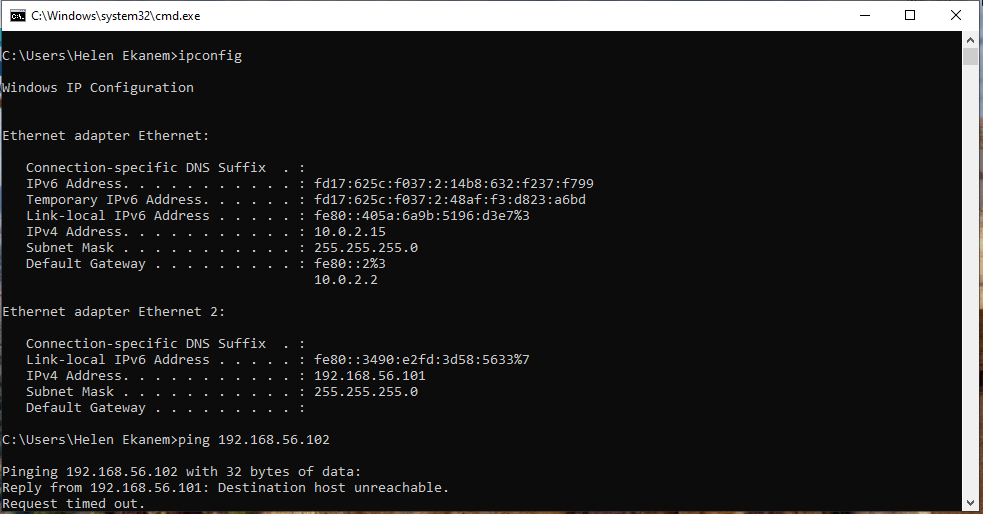 C:\Windows\system32\cmd.exe
C:\Users\Helen Ekanem>ipconfig
Windows IP Configuration
Ethernet adapter Ethernet:
Connection-specific DNS Suffix  . :
IPv6 Address. . . . . . . . . . . : fd17:625c:f037:2:14b8:632:f237:f799
Temporary IPv6 Address. . . . . . : fd17:625c:f037:2:48af:f3:d823:a6bd
Link-local IPv6 Address . . . . . : fe80::405a:6a9b:5196:d3e7%3
IPv4 Address. . . . . . . . . . . : 10.0.2.15
Subnet Mask . . . . . . . . . . . : 255.255.255.0
Default Gateway . . . . . . . . . : fe80::2%3
10.0.2.2
Ethernet adapter Ethernet 2:
Connection-specific DNS Suffix  . :
Link-local IPv6 Address . . . . . : fe80::3490:e2fd:3d58:5633%7
IPv4 Address. . . . . . . . . . . : 192.168.56.101
Subnet Mask . . . . . . . . . . . : 255.255.255.0
Default Gateway . . . . . . . . . :
C:\Users\Helen Ekanem>ping 192.168.56.102
Pinging 192.168.56.102 with 32 bytes of data:
Reply from 192.168.56.101: Destination host unreachable.
Request timed out.